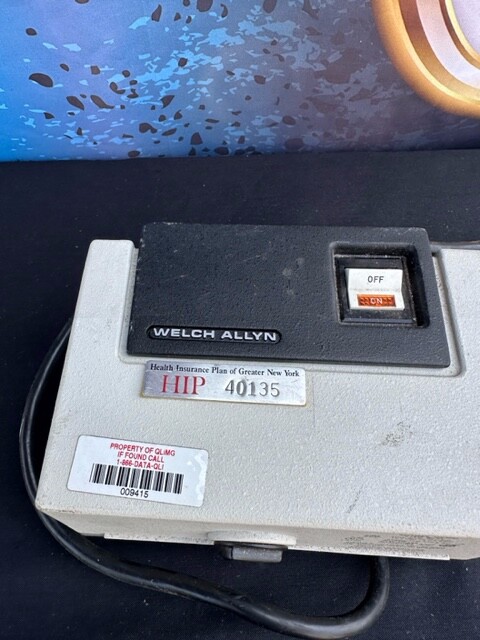 OFF
ON
WELCH ALLYN
Health Insurance Plan of Greater New York
HIP 40135
PROPERTY OF QLIMG
IF FOUND CALL
1-866-DATA-QLI
009415